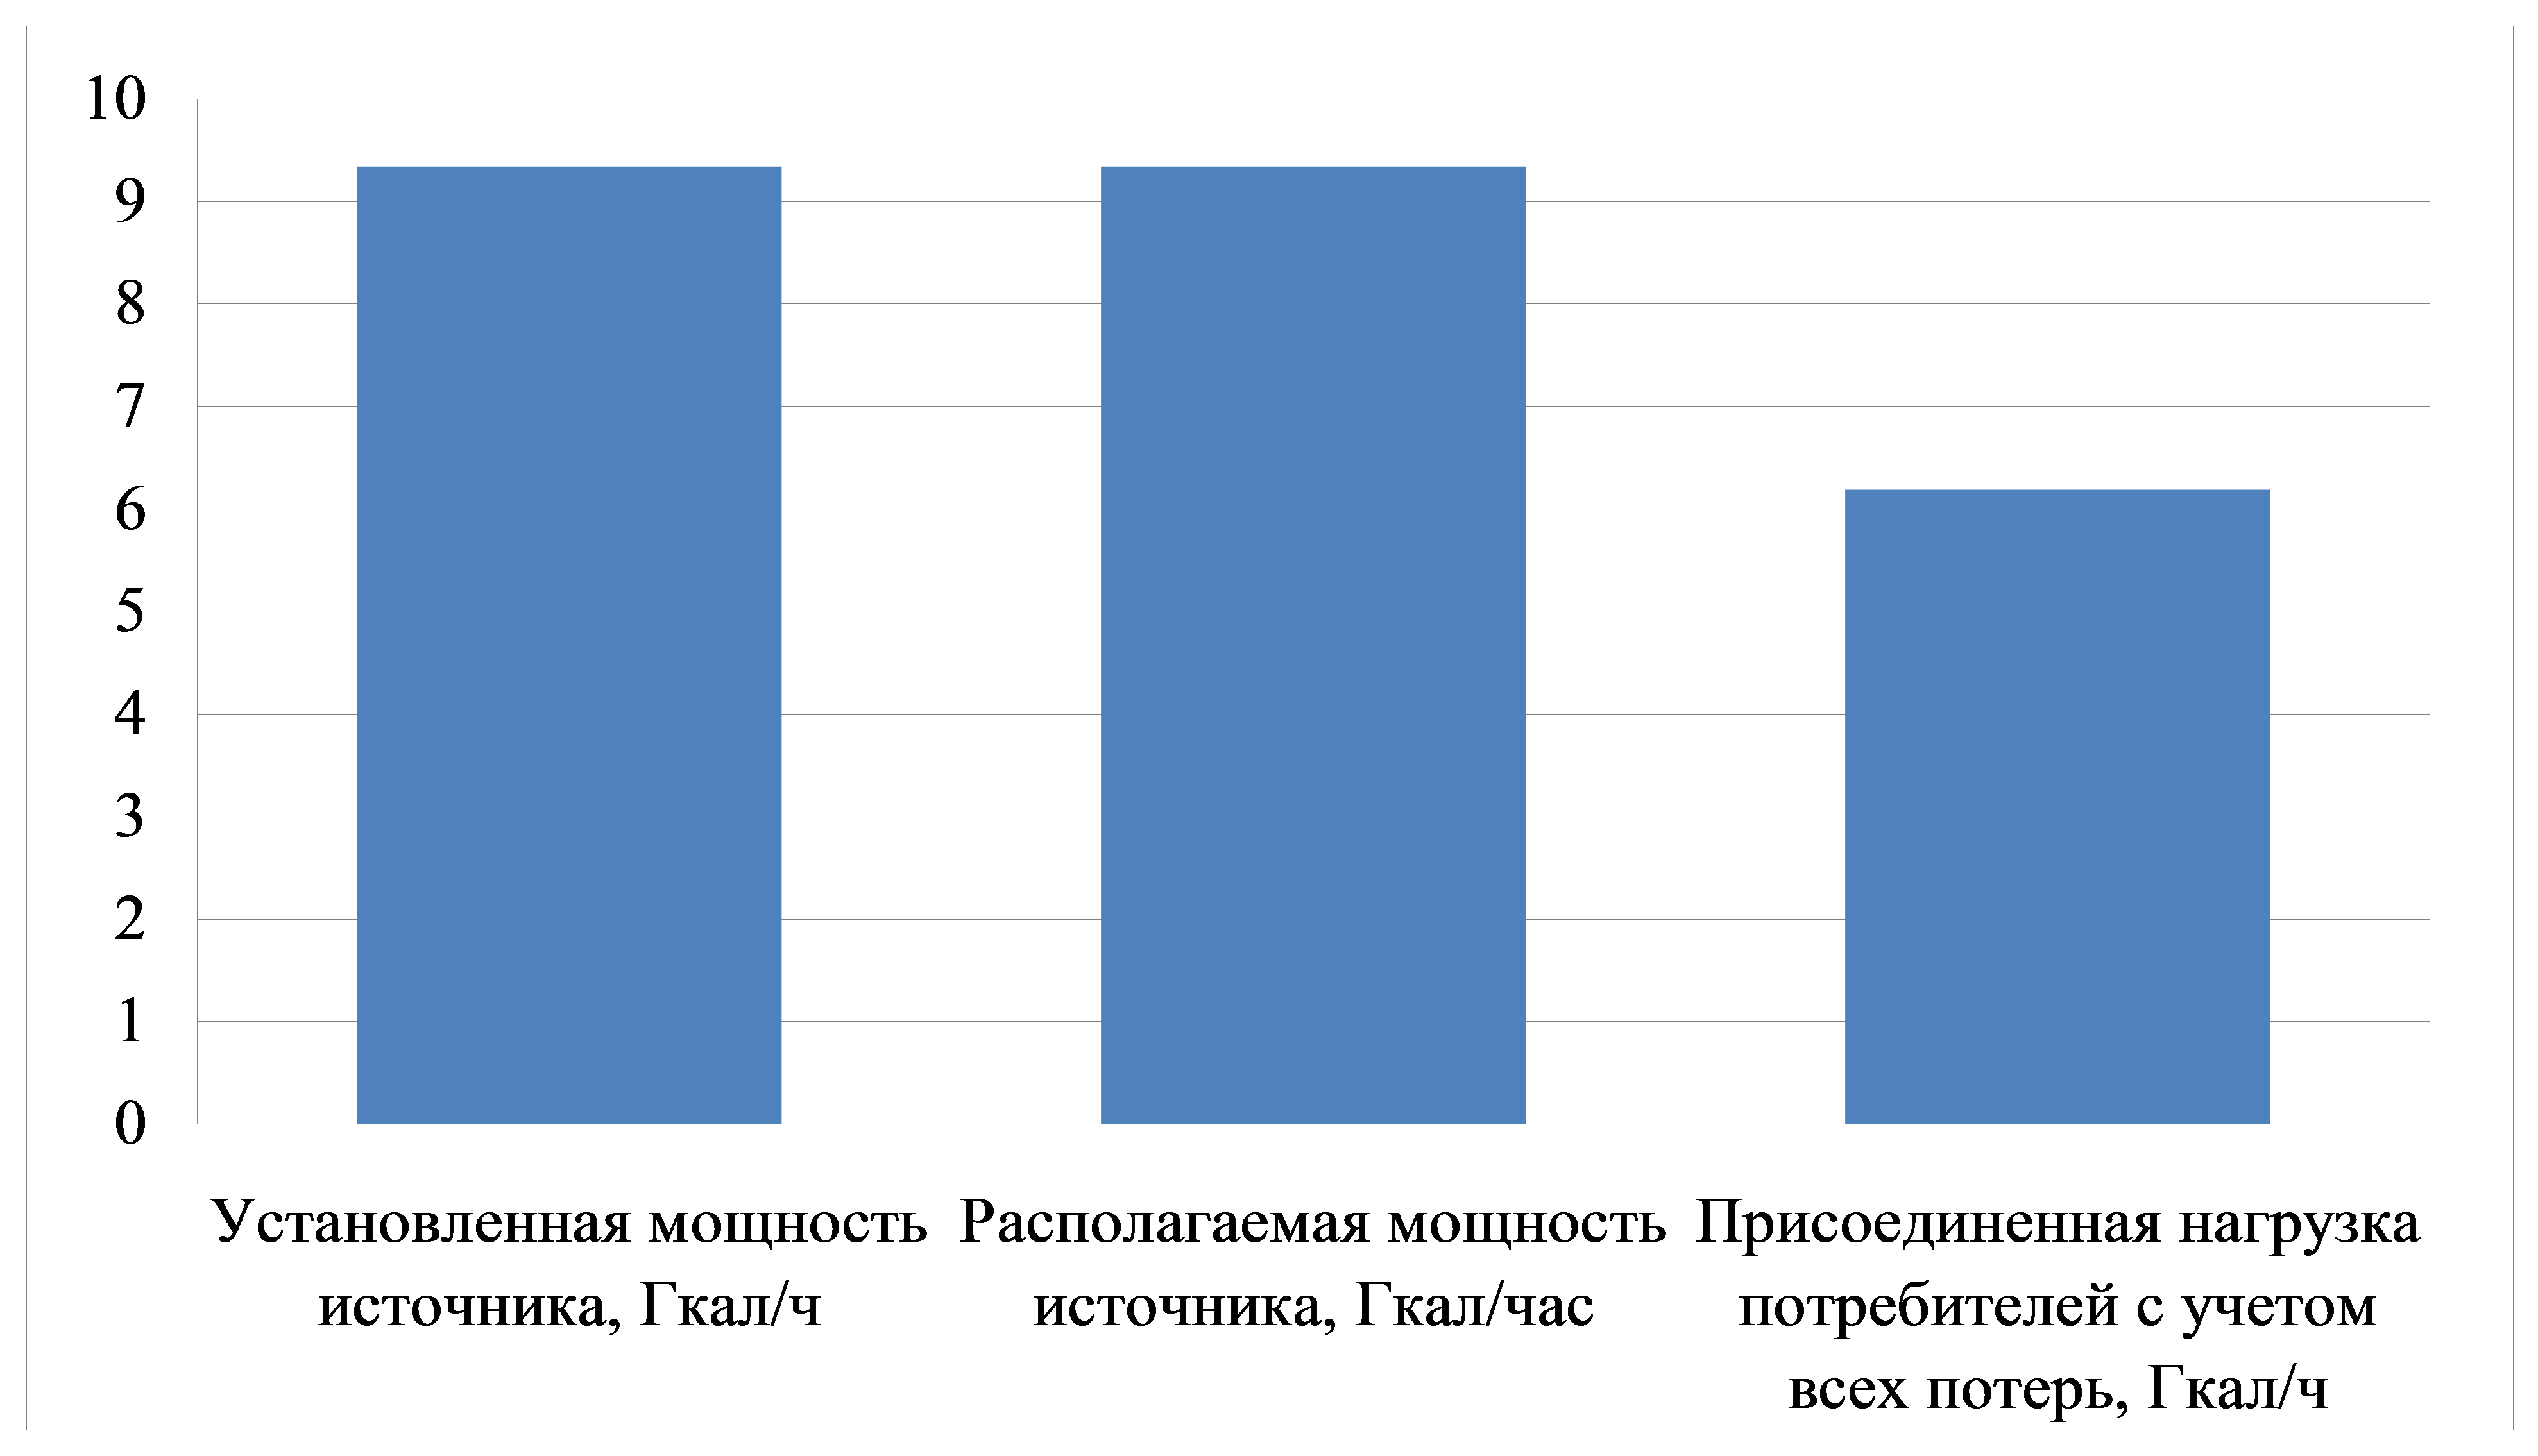 10
9
8
7
6
5
4
3
2
1
0
Установленная мощность
источника, Гкал/ч
Располагаемая мощность
источника, Гкал/час
Присоединенная нагрузка
потребителей с учетом
всех потерь, Гкал/ч